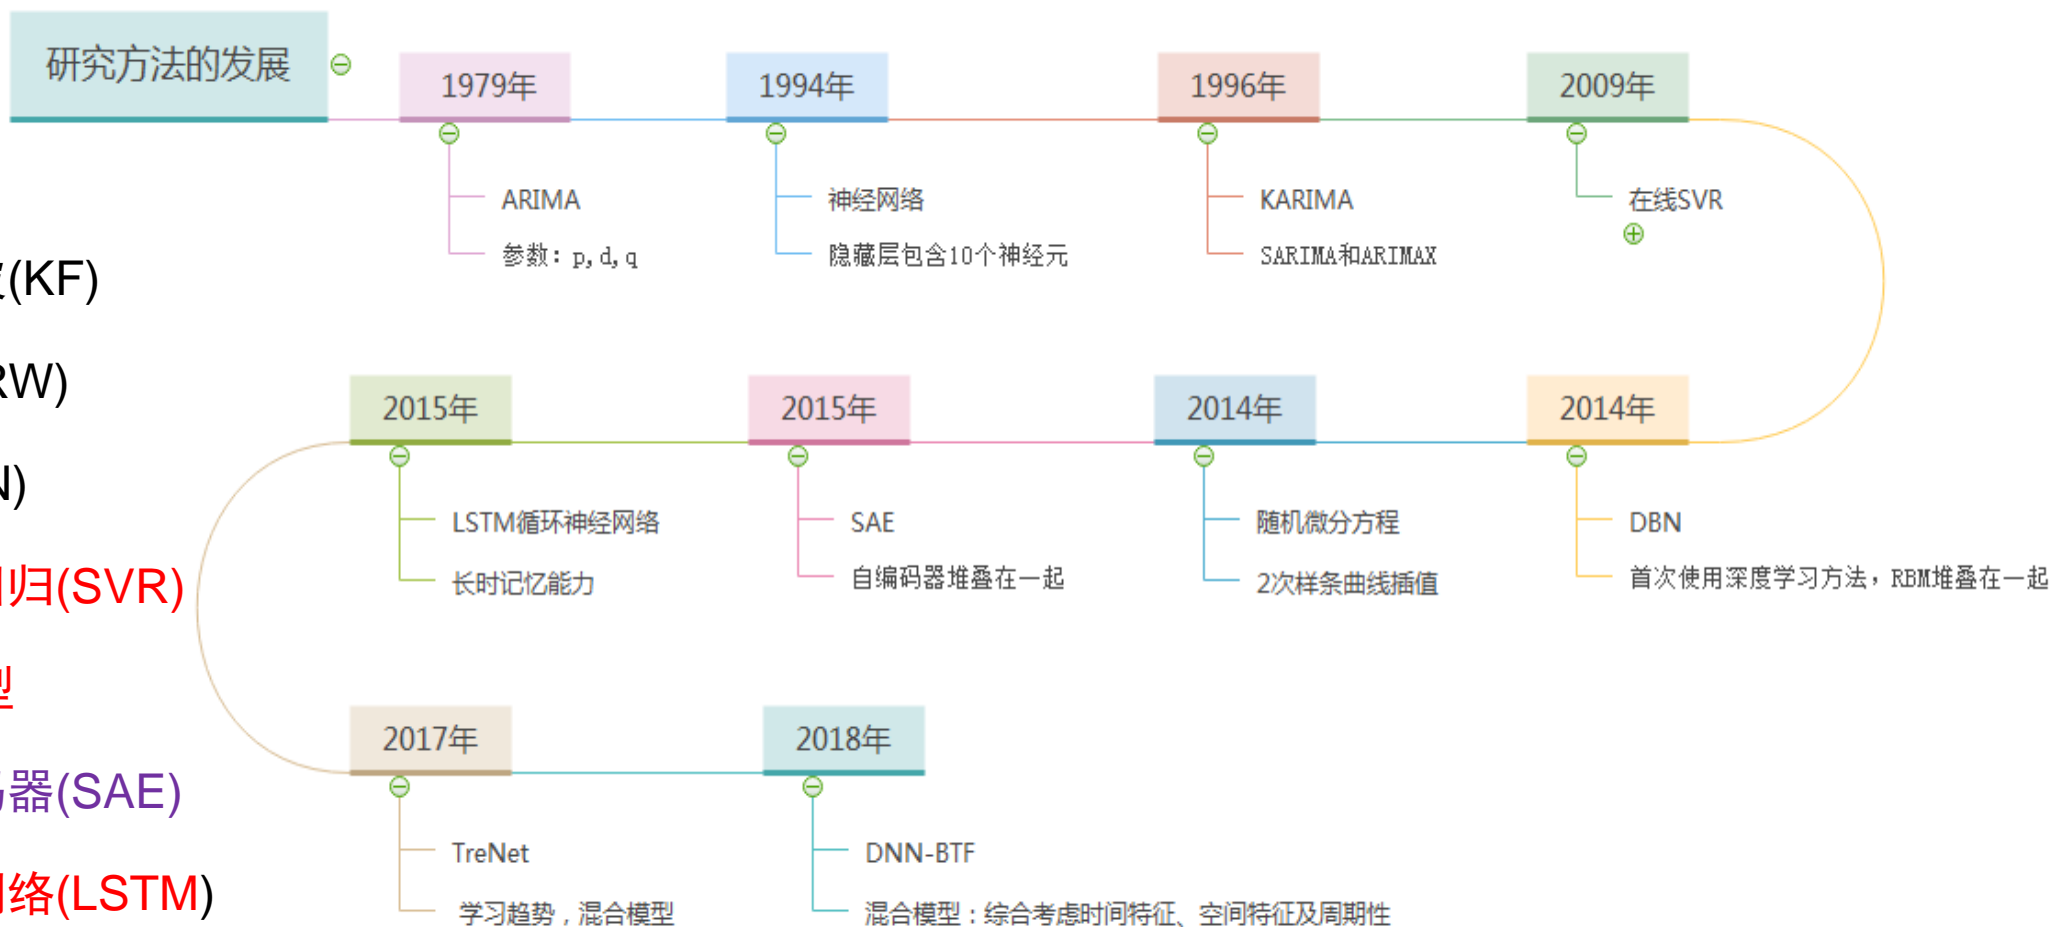 研究方法的发展
1979年
1994年
1996年
2009年
ARIMA
神经网络
KARIMA
在线SVR
参数：p,d,q
隐藏层包含10个神经元
SARIMA和ARIMAX
(KF)
RW)
N)
归(SVR)
型
器(SAE)
络(LSTM)
2015年
2015年
2014年
2014年
LSTM循环神经网络
SAE
随机微分方程
DBN
长时记忆能力
自编码器堆叠在一起
2次样条曲线插值
首次使用深度学习方法，RBM堆叠在一起
2017年
2018年
TreNet
DNN-BTF
学习趋势，混合模型
混合模型：综合考虑时间特征、空间特征及周期性